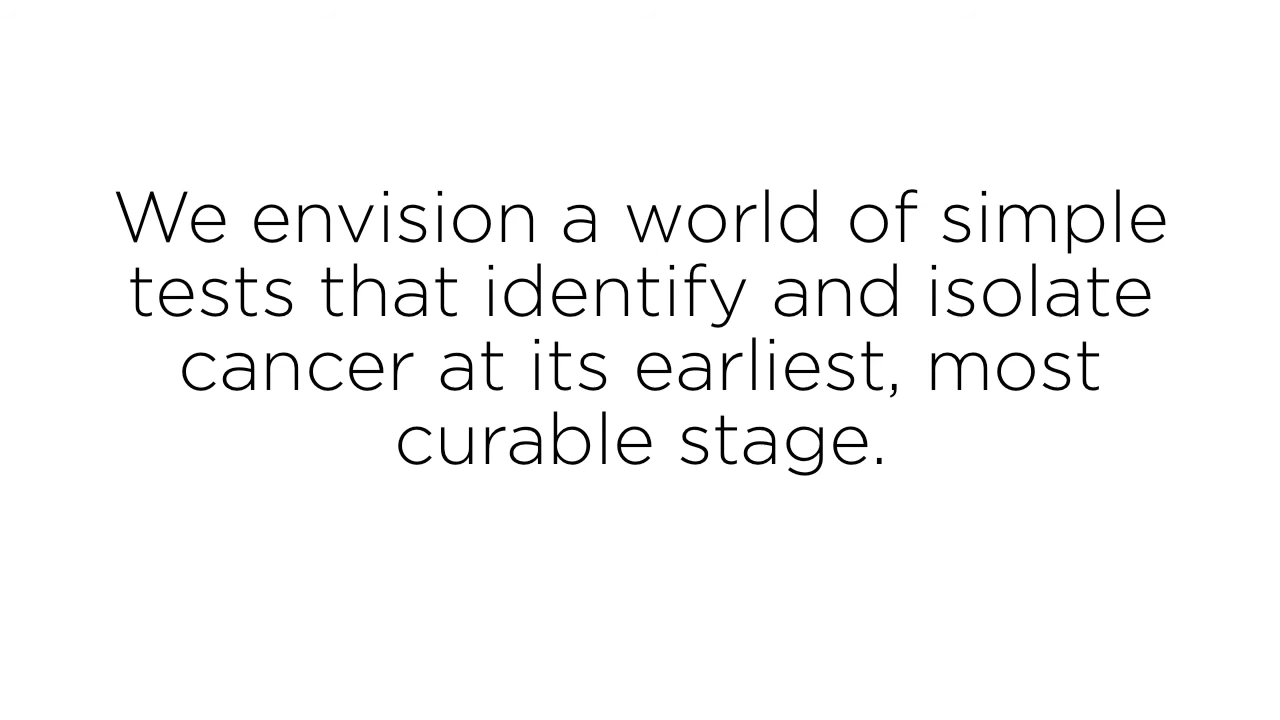 We envision a world of simple
tests that identify and isolate
cancer at its earliest, most
curable stage.